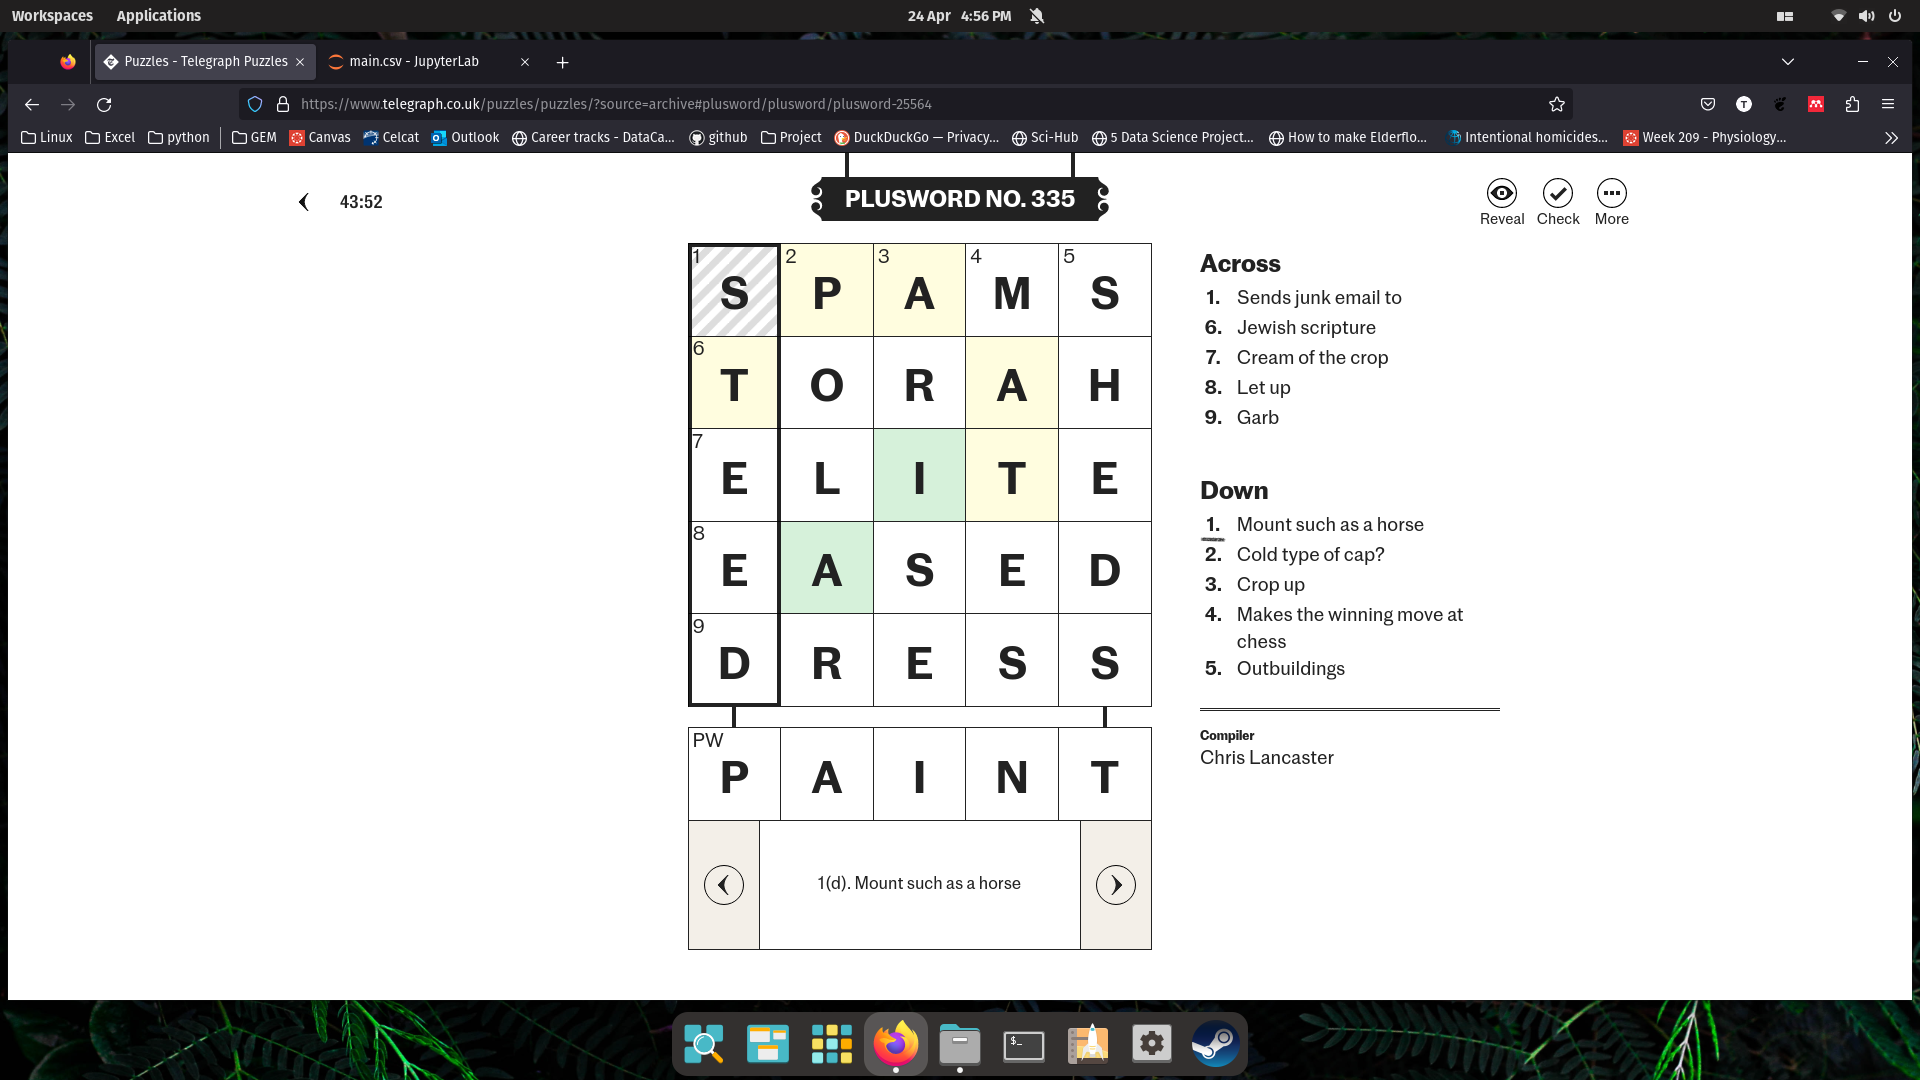 Workspaces Applications 24 Apr 4:56 PM
Puzzles - Telegraph Puzzles main.csv - JupyterLab
https://www.telegraph.co.uk/puzzles/puzzles/?source=archive#plusword/plusword/plusword-25564
Linux Excel python GEM Canvas Celcat Outlook Career tracks - DataCa... github Project DuckDuckGo — Privacy,... Sci-Hub 5 Data Science Project... How to make Elderflo... Intentional homicides... Week 209 - Physiology...
43:52
PLUSWORD NO. 335
Reveal Check More
1 S 2 P 3 A 4 M 5 S
6 T O R A H
7 E L I T E
8 E A S E D
9 D R E S S
PW P A I N T
1(d). Mount such as a horse
Across
1. Sends junk email to
6. Jewish scripture
7. Cream of the crop
8. Let up
9. Garb
Down
1. Mount such as a horse
2. Cold type of cap?
3. Crop up
4. Makes the winning move at
chess
5. Outbuildings
Compiler
Chris Lancaster
$_